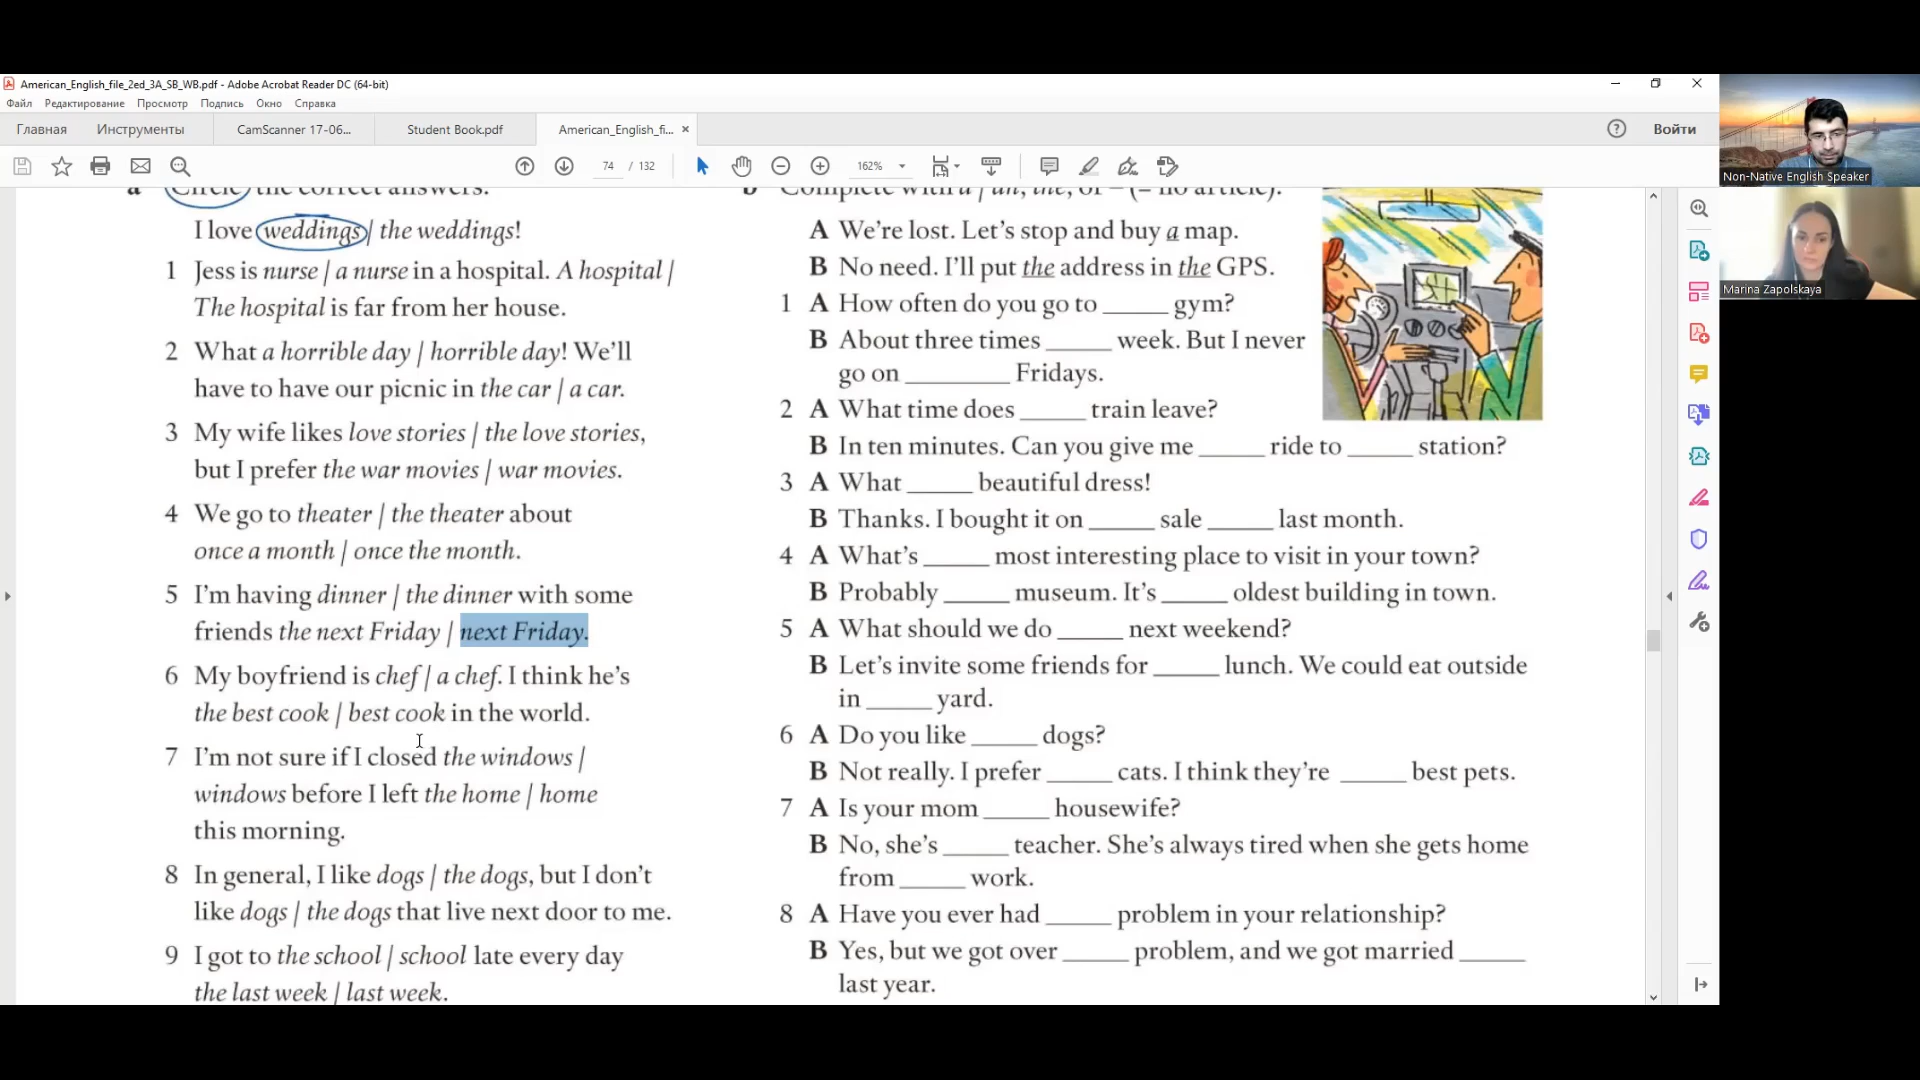 American_English_file_2ed_3A_SB_WB.pdf - Adobe Acrobat Reader DC (64-bit)
Файл Редактирование Просмотр Подпись Окно Справка
Главная Инструменты CamScanner 17-06... Student Book.pdf American_English_fi... Войти
74 / 132 162%
Non-Native English Speaker
Marina Zapolskaya
a Circle the correct answers.
I love weddings | the weddings!
1 Jess is nurse | a nurse in a hospital. A hospital |
The hospital is far from her house.
2 What a horrible day | horrible day! We'll
have to have our picnic in the car | a car.
3 My wife likes love stories | the love stories,
but I prefer the war movies | war movies.
4 We go to theater | the theater about
once a month | once the month.
5 I'm having dinner | the dinner with some
friends the next Friday | next Friday.
6 My boyfriend is chef | a chef. I think he's
the best cook | best cook in the world.
7 I'm not sure if I closed the windows |
windows before I left the home | home
this morning.
8 In general, I like dogs | the dogs, but I don't
like dogs | the dogs that live next door to me.
9 I got to the school | school late every day
the last week | last week.
b Complete with a | an, the, or – (= no article).
A We're lost. Let's stop and buy a map.
B No need. I'll put the address in the GPS.
1 A How often do you go to _____ gym?
B About three times _____ week. But I never
go on ________ Fridays.
2 A What time does _____ train leave?
B In ten minutes. Can you give me _____ ride to _____ station?
3 A What _____ beautiful dress!
B Thanks. I bought it on _____ sale _____ last month.
4 A What's _____ most interesting place to visit in your town?
B Probably _____ museum. It's _____ oldest building in town.
5 A What should we do _____ next weekend?
B Let's invite some friends for _____ lunch. We could eat outside
in _____ yard.
6 A Do you like _____ dogs?
B Not really. I prefer _____ cats. I think they're _____ best pets.
7 A Is your mom _____ housewife?
B No, she's _____ teacher. She's always tired when she gets home
from _____ work.
8 A Have you ever had _____ problem in your relationship?
B Yes, but we got over _____ problem, and we got married _____
last year.